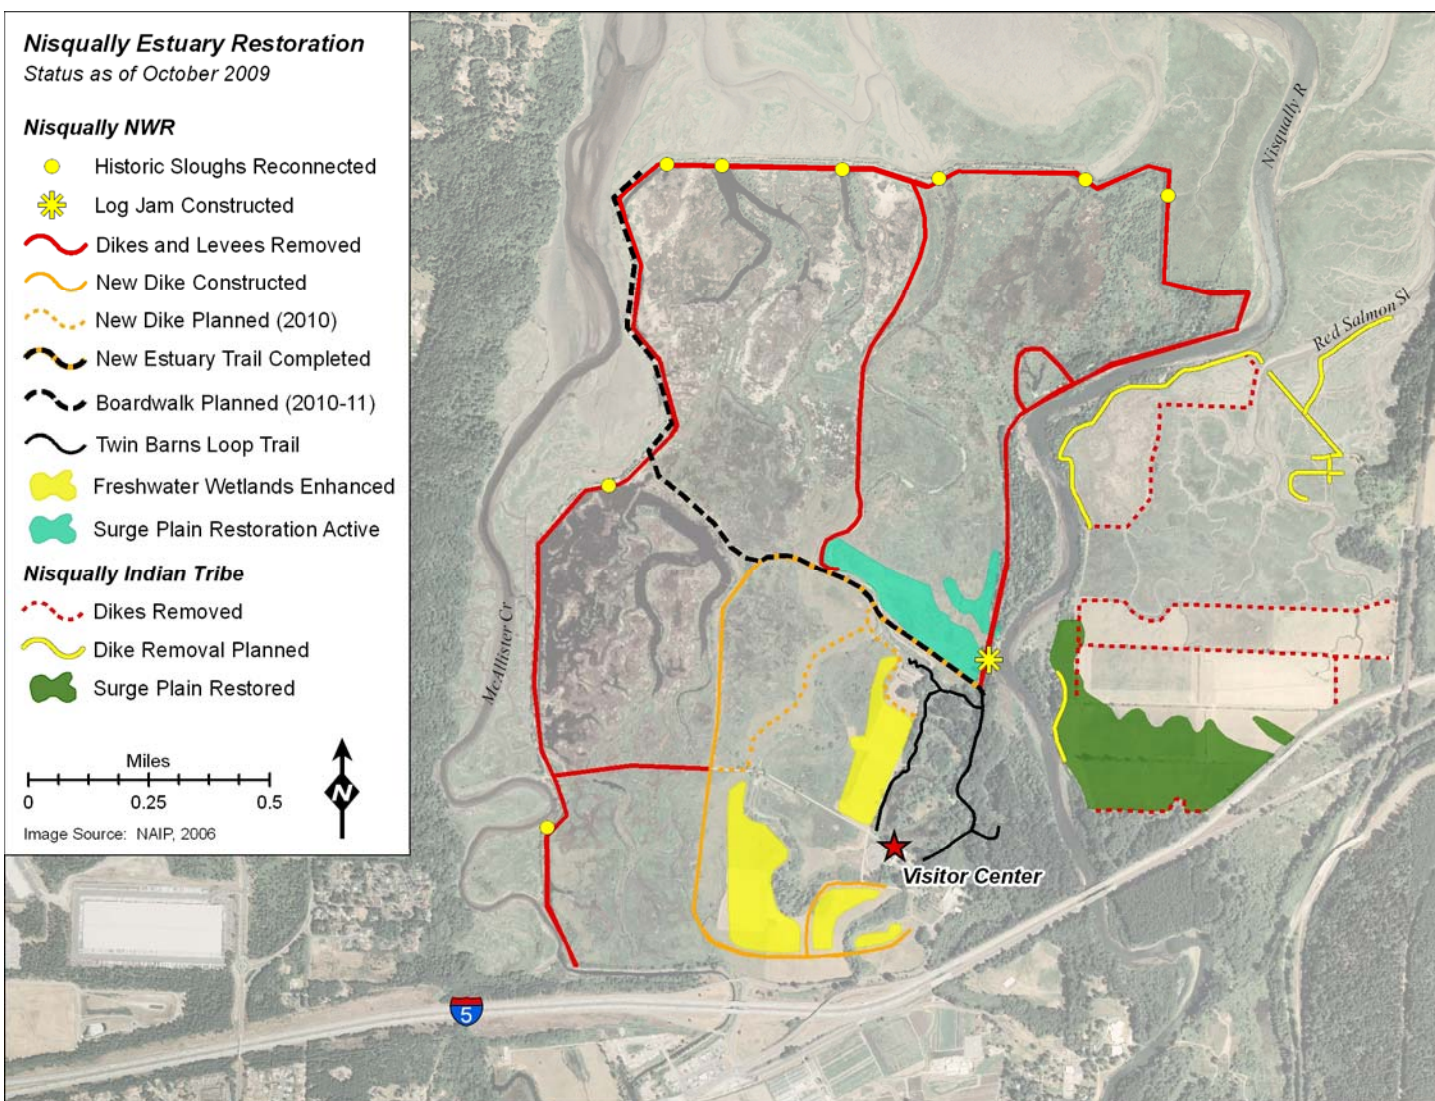 Nisqually Estuary Restoration
Status as of October 2009
Nisqually NWR
Historic Sloughs Reconnected
Log Jam Constructed
Dikes and Levees Removed
New Dike Constructed
New Dike Planned (2010)
New Estuary Trail Completed
Boardwalk Planned (2010-11)
Twin Barns Loop Trail
Freshwater Wetlands Enhanced
Surge Plain Restoration Active
Nisqually Indian Tribe
Dikes Removed
Dike Removal Planned
Surge Plain Restored
Miles
0 0.25 0.5
N
Image Source: NAIP, 2006
Nisqually R
Red Salmon Sl
McAllister Cr
Visitor Center
5